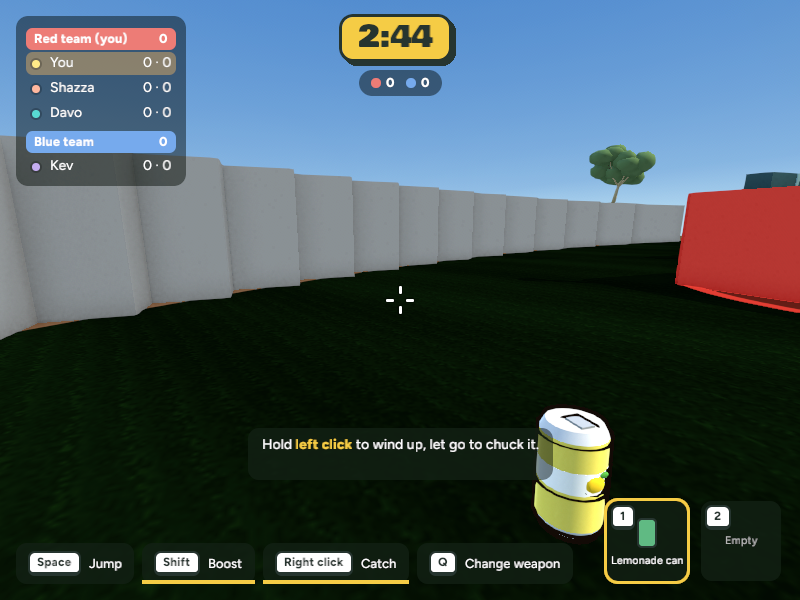 Red team (you) 0
You 0 · 0
Shazza 0 · 0
Davo 0 · 0
Blue team 0
Kev 0 · 0
2:44
0 0
Hold left click to wind up, let go to chuck it.
Space Jump
Shift Boost
Right click Catch
Q Change weapon
1
Lemonade can
2
Empty